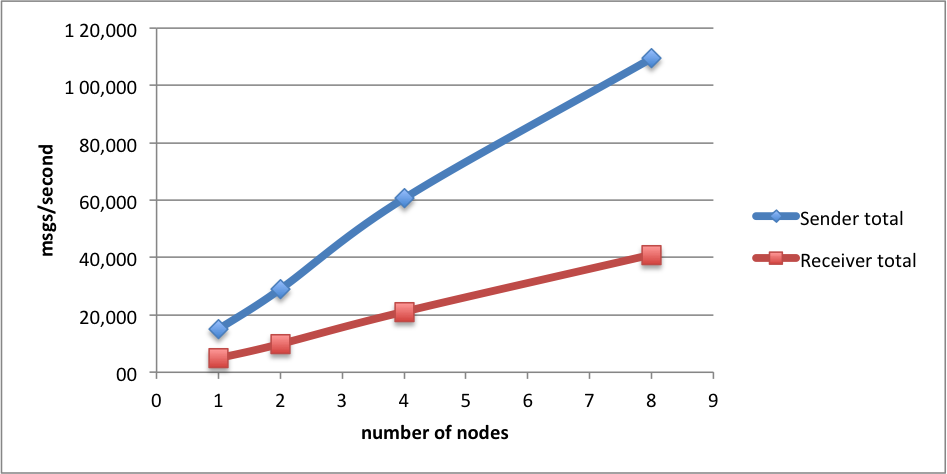 1 20,000
1 00,000
80,000
60,000
40,000
20,000
00
msgs/second
0 1 2 3 4 5 6 7 8 9
number of nodes
Sender total
Receiver total